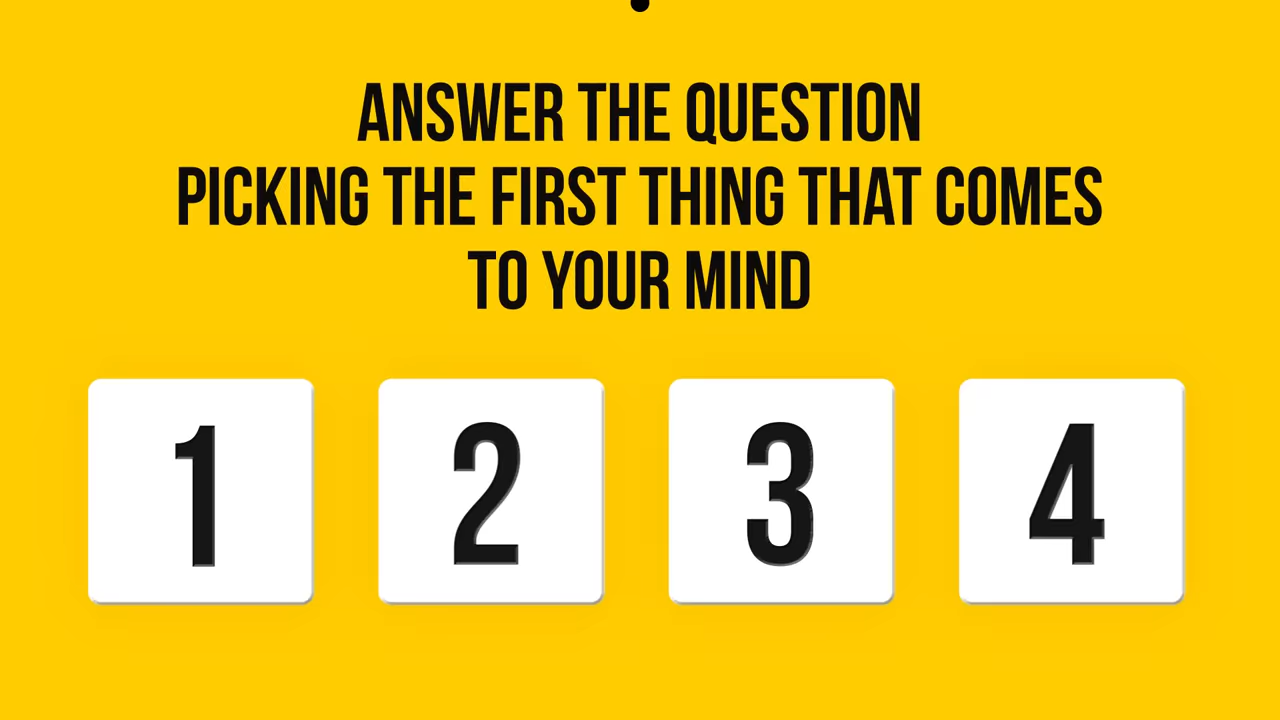 ANSWER THE QUESTION
PICKING THE FIRST THING THAT COMES
TO YOUR MIND
1 2 3 4